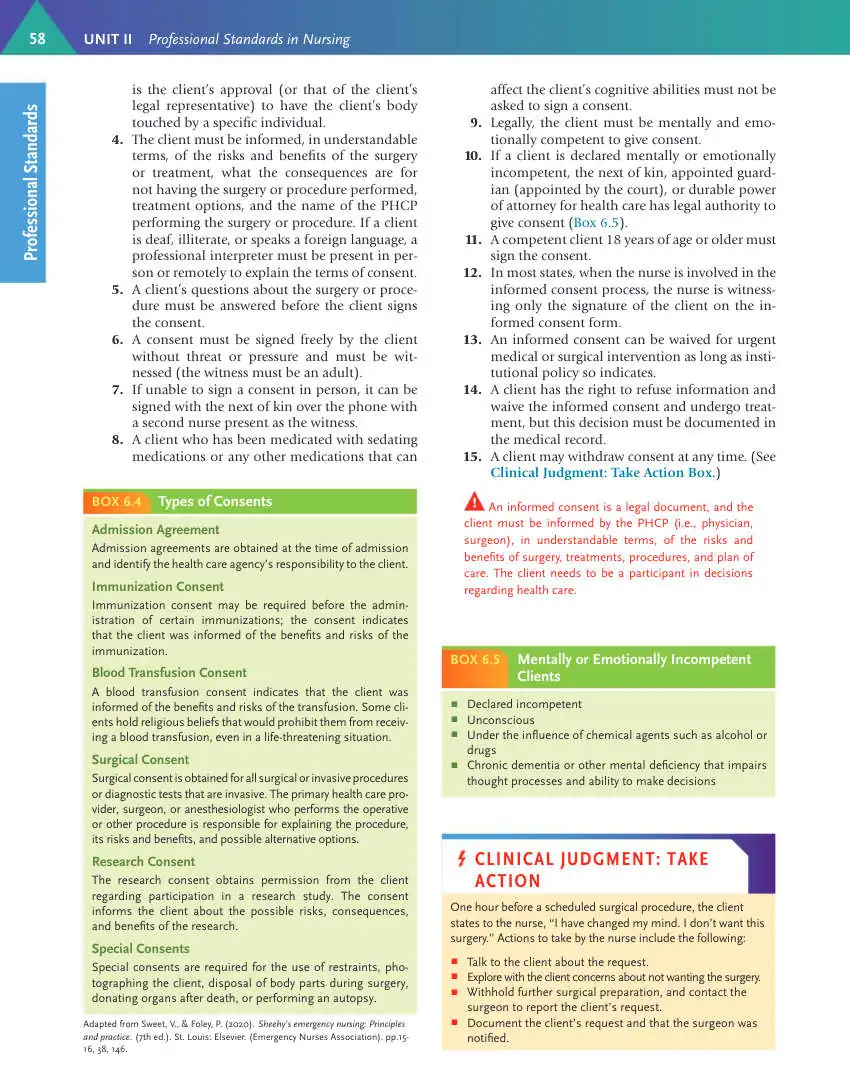 58
UNIT II Professional Standards in Nursing
Professional Standards
is the client's approval (or that of the client's
legal representative) to have the client's body
touched by a specific individual.
4. The client must be informed, in understandable
terms, of the risks and benefits of the surgery
or treatment, what the consequences are for
not having the surgery or procedure performed,
treatment options, and the name of the PHCP
performing the surgery or procedure. If a client
is deaf, illiterate, or speaks a foreign language, a
professional interpreter must be present in per-
son or remotely to explain the terms of consent.
5. A client's questions about the surgery or proce-
dure must be answered before the client signs
the consent.
6. A consent must be signed freely by the client
without threat or pressure and must be wit-
nessed (the witness must be an adult).
7. If unable to sign a consent in person, it can be
signed with the next of kin over the phone with
a second nurse present as the witness.
8. A client who has been medicated with sedating
medications or any other medications that can
BOX 6.4 Types of Consents
Admission Agreement
Admission agreements are obtained at the time of admission
and identify the health care agency's responsibility to the client.
Immunization Consent
Immunization consent may be required before the admin-
istration of certain immunizations; the consent indicates
that the client was informed of the benefits and risks of the
immunization.
Blood Transfusion Consent
A blood transfusion consent indicates that the client was
informed of the benefits and risks of the transfusion. Some cli-
ents hold religious beliefs that would prohibit them from receiv-
ing a blood transfusion, even in a life-threatening situation.
Surgical Consent
Surgical consent is obtained for all surgical or invasive procedures
or diagnostic tests that are invasive. The primary health care pro-
vider, surgeon, or anesthesiologist who performs the operative
or other procedure is responsible for explaining the procedure,
its risks and benefits, and possible alternative options.
Research Consent
The research consent obtains permission from the client
regarding participation in a research study. The consent
informs the client about the possible risks, consequences,
and benefits of the research.
Special Consents
Special consents are required for the use of restraints, pho-
tographing the client, disposal of body parts during surgery,
donating organs after death, or performing an autopsy.
Adapted from Sweet, V., & Foley, P. (2020). Sheehy's emergency nursing: Principles
and practice. (7th ed.). St. Louis: Elsevier. (Emergency Nurses Association). pp.15-
16, 38, 146.
affect the client's cognitive abilities must not be
asked to sign a consent.
9. Legally, the client must be mentally and emo-
tionally competent to give consent.
10. If a client is declared mentally or emotionally
incompetent, the next of kin, appointed guard-
ian (appointed by the court), or durable power
of attorney for health care has legal authority to
give consent (Box 6.5).
11. A competent client 18 years of age or older must
sign the consent.
12. In most states, when the nurse is involved in the
informed consent process, the nurse is witness-
ing only the signature of the client on the in-
formed consent form.
13. An informed consent can be waived for urgent
medical or surgical intervention as long as insti-
tutional policy so indicates.
14. A client has the right to refuse information and
waive the informed consent and undergo treat-
ment, but this decision must be documented in
the medical record.
15. A client may withdraw consent at any time. (See
Clinical Judgment: Take Action Box.)
An informed consent is a legal document, and the
client must be informed by the PHCP (i.e., physician,
surgeon), in understandable terms, of the risks and
benefits of surgery, treatments, procedures, and plan of
care. The client needs to be a participant in decisions
regarding health care.
BOX 6.5 Mentally or Emotionally Incompetent
Clients
■ Declared incompetent
■ Unconscious
■ Under the influence of chemical agents such as alcohol or
drugs
■ Chronic dementia or other mental deficiency that impairs
thought processes and ability to make decisions
CLINICAL JUDGMENT: TAKE
ACTION
One hour before a scheduled surgical procedure, the client
states to the nurse, “I have changed my mind. I don't want this
surgery.” Actions to take by the nurse include the following:
■ Talk to the client about the request.
■ Explore with the client concerns about not wanting the surgery.
■ Withhold further surgical preparation, and contact the
surgeon to report the client's request.
■ Document the client's request and that the surgeon was
notified.